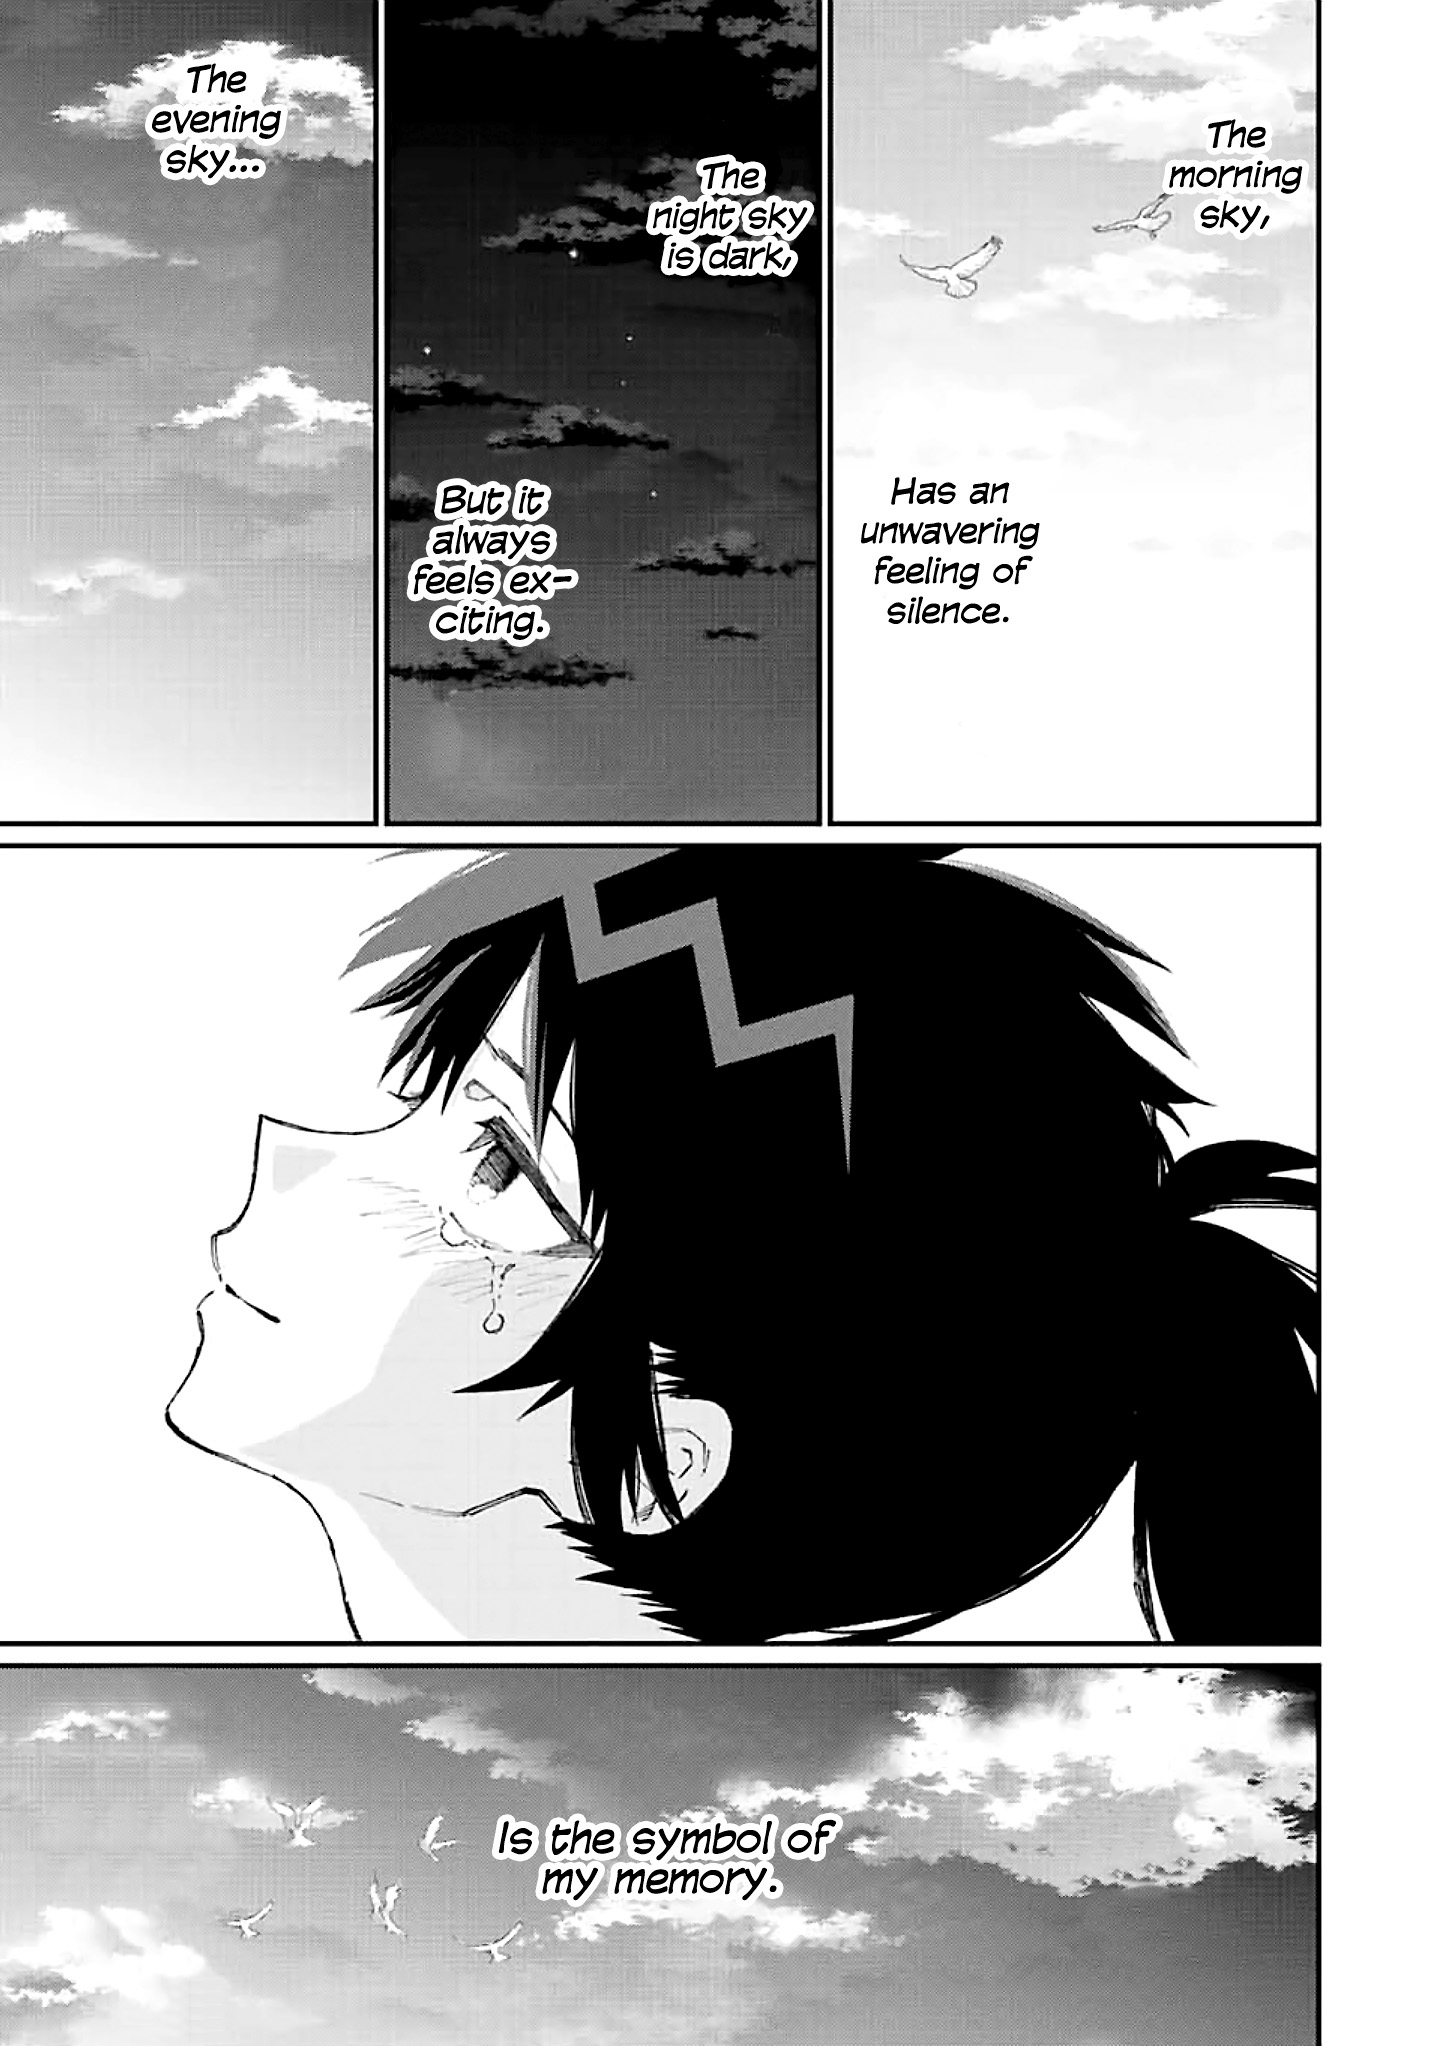 The
morning
sky,
Has an
unwavering
feeling of
silence.
The
night sky
is dark,
But it
always
feels ex-
citing.
The
evening
sky...
Is the symbol of
my memory.